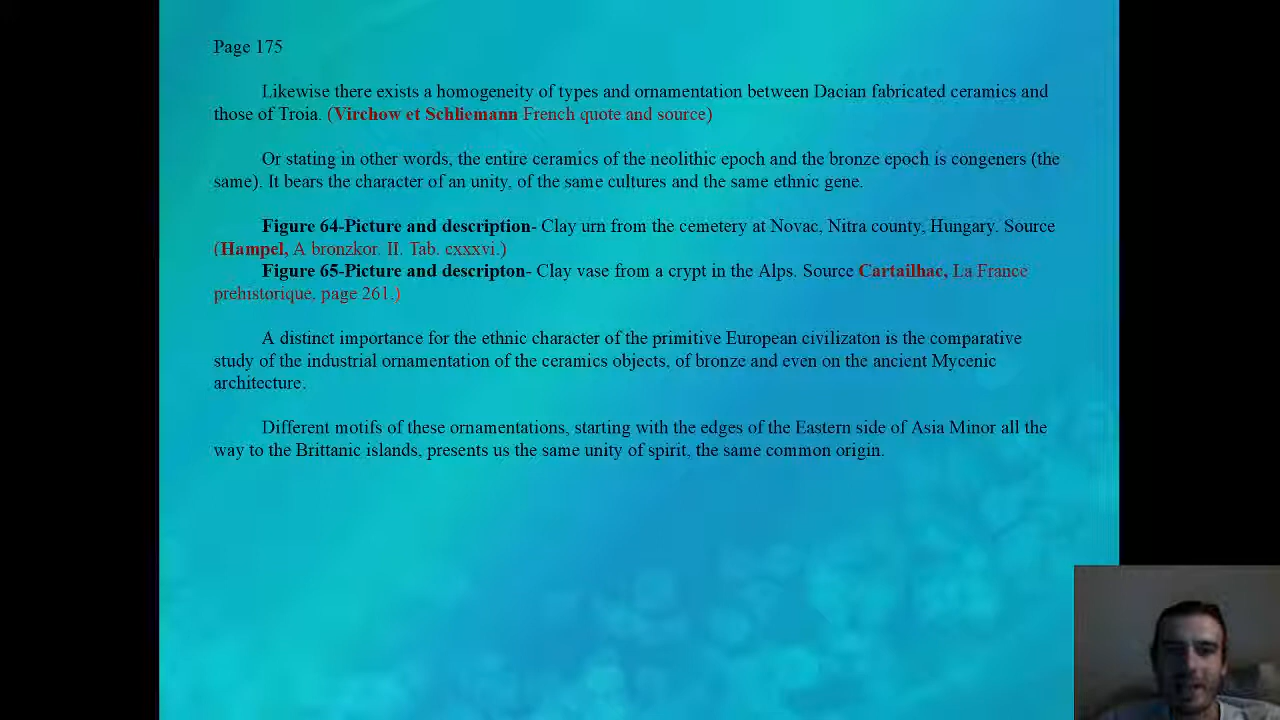 Page 175
Likewise there exists a homogeneity of types and ornamentation between Dacian fabricated ceramics and
those of Troia. (Virchow et Schliemann French quote and source)
Or stating in other words, the entire ceramics of the neolithic epoch and the bronze epoch is congeners (the
same). It bears the character of an unity, of the same cultures and the same ethnic gene.
Figure 64-Picture and description- Clay urn from the cemetery at Novac, Nitra county, Hungary. Source
(Hampel, A bronzkor. II. Tab. cxxxvi.)
Figure 65-Picture and descripton- Clay vase from a crypt in the Alps. Source Cartailhac, La France
prehistorique, page 261.)
A distinct importance for the ethnic character of the primitive European civilizaton is the comparative
study of the industrial ornamentation of the ceramics objects, of bronze and even on the ancient Mycenic
architecture.
Different motifs of these ornamentations, starting with the edges of the Eastern side of Asia Minor all the
way to the Brittanic islands, presents us the same unity of spirit, the same common origin.